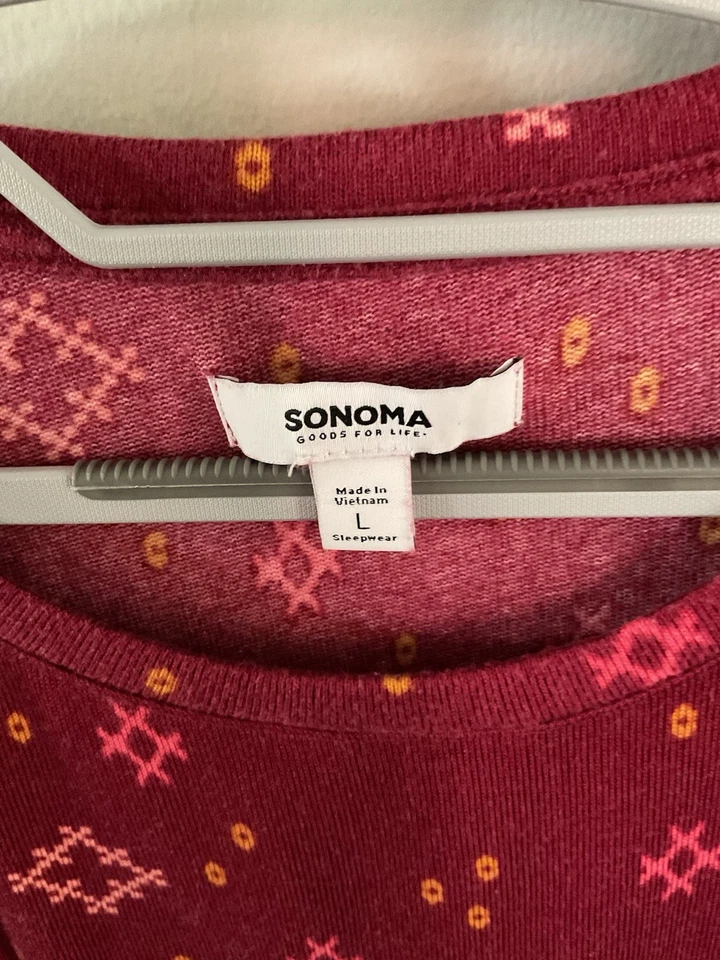 SONOMA
GOODS FOR LIFE
Made In
Vietnam
L
Sleepwear